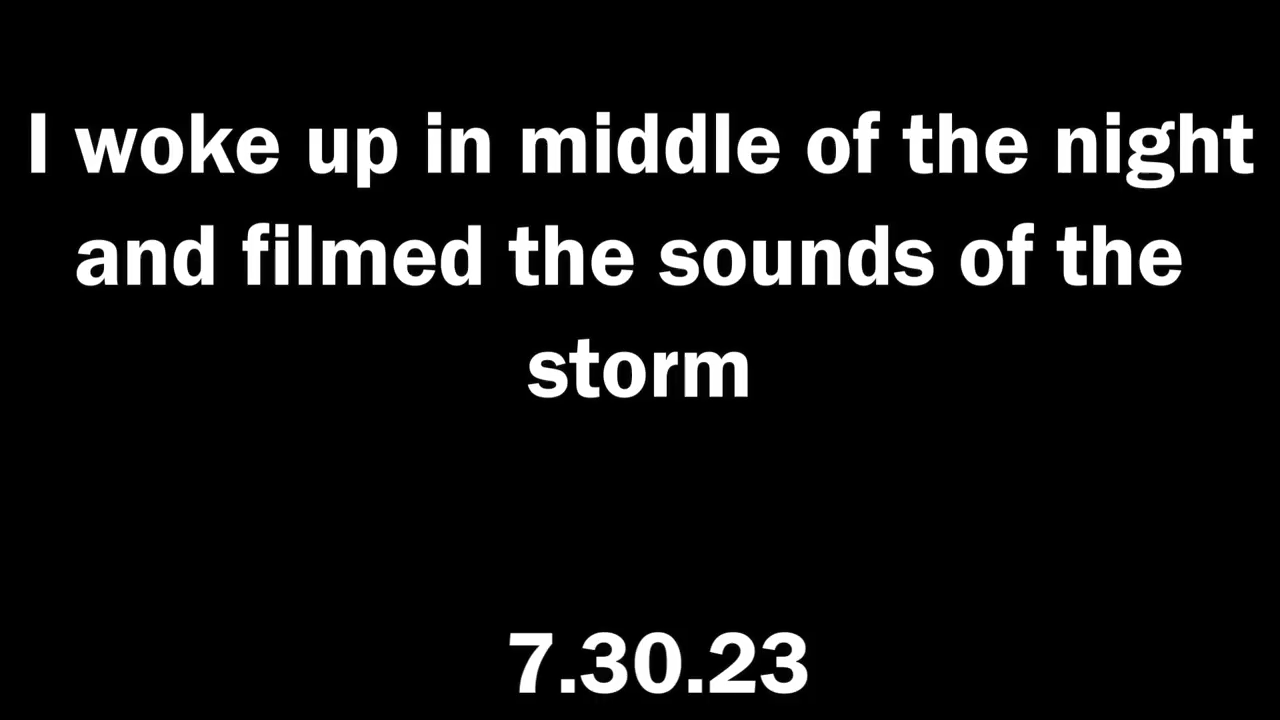 I woke up in middle of the night
and filmed the sounds of the
storm
7.30.23